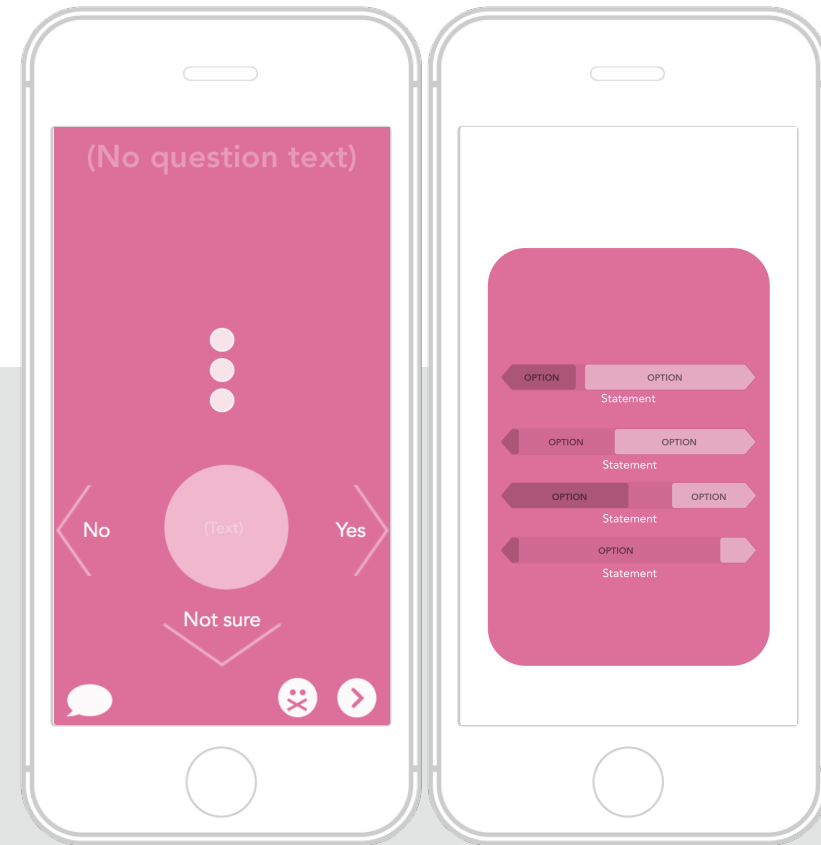 (No question text)
No
(Text)
Yes
Not sure
OPTION OPTION
Statement
OPTION OPTION
Statement
OPTION OPTION
Statement
OPTION
Statement